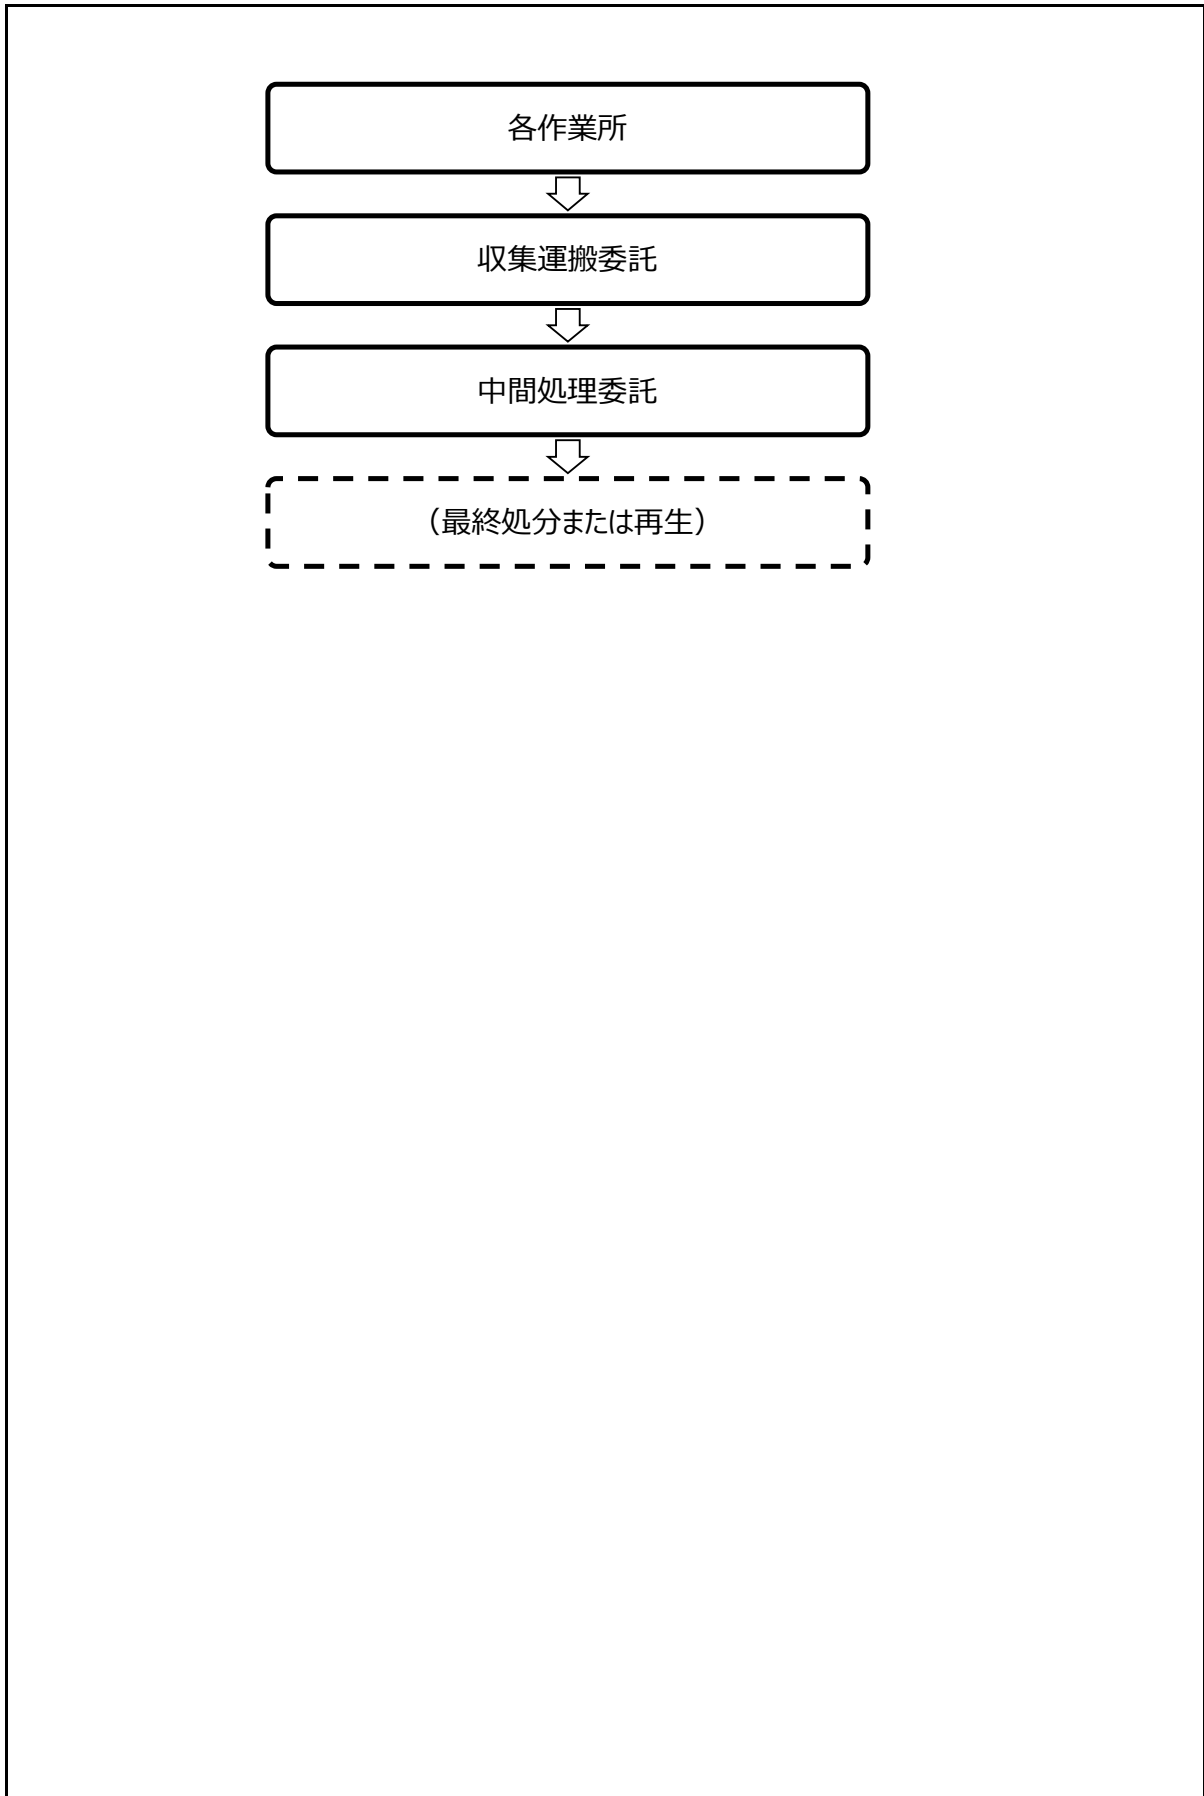 各作業所
収集運搬委託
中間処理委託
（最終処分または再生）